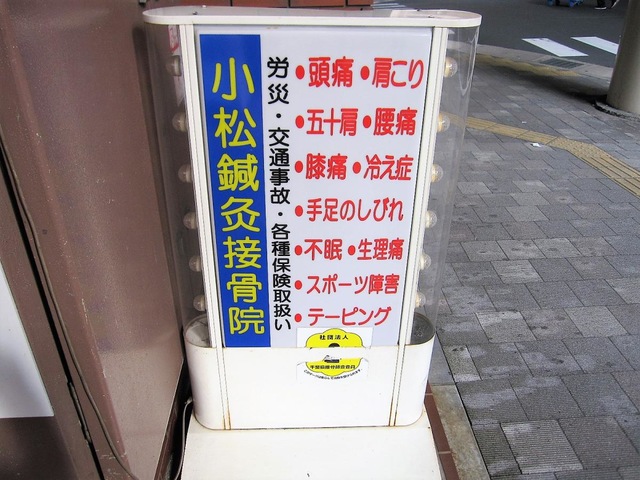 小松鍼灸接骨院
労災・交通事故・各種保険取扱い
•頭痛•肩こり
•五十肩•腰痛
•膝痛•冷え症
•手足のしびれ
•不眠•生理痛
•スポーツ障害
•テーピング
社団法人